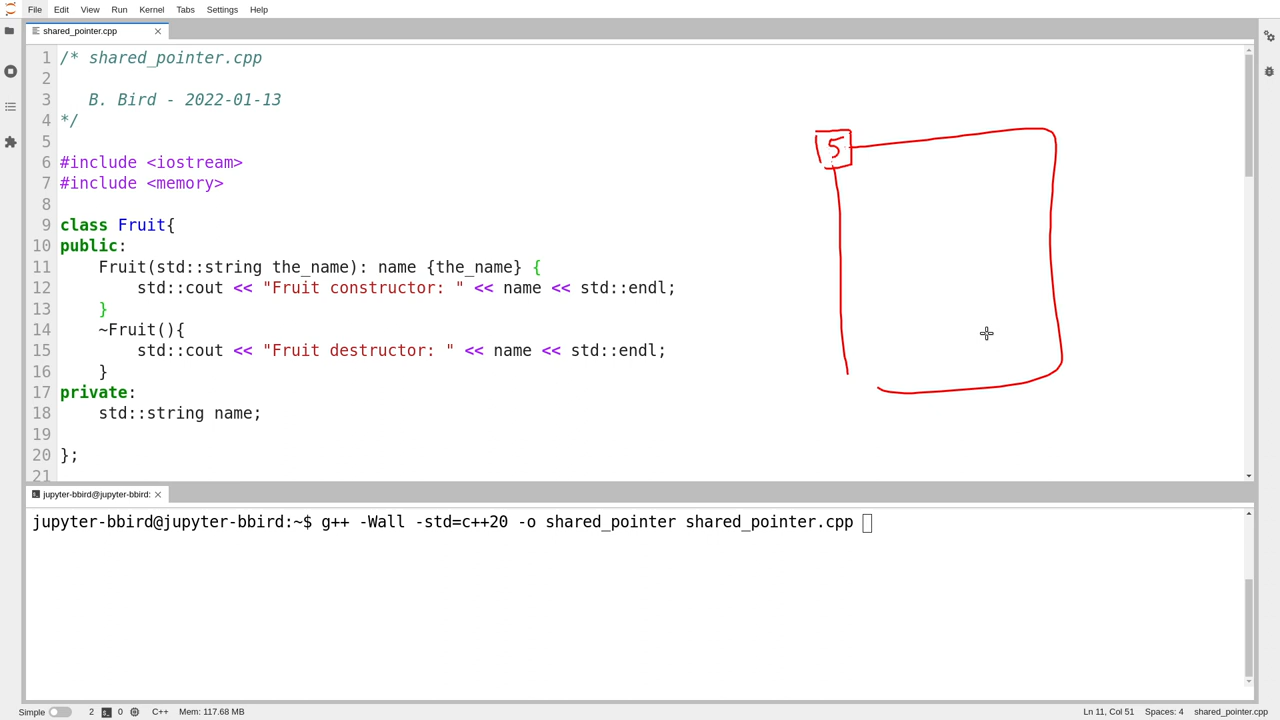 File Edit View Run Kernel Tabs Settings Help
shared_pointer.cpp
1 /* shared_pointer.cpp
2
3    B. Bird - 2022-01-13
4 */
5
6 #include <iostream>
7 #include <memory>
8
9 class Fruit{
10 public:
11     Fruit(std::string the_name): name {the_name} {
12         std::cout << "Fruit constructor: " << name << std::endl;
13     }
14     ~Fruit(){
15         std::cout << "Fruit destructor: " << name << std::endl;
16     }
17 private:
18     std::string name;
19
20 };
21
5
jupyter-bbird@jupyter-bbird:
jupyter-bbird@jupyter-bbird:~$ g++ -Wall -std=c++20 -o shared_pointer shared_pointer.cpp
Simple 2 0 C++ Mem: 117.68 MB Ln 11, Col 51 Spaces: 4 shared_pointer.cpp